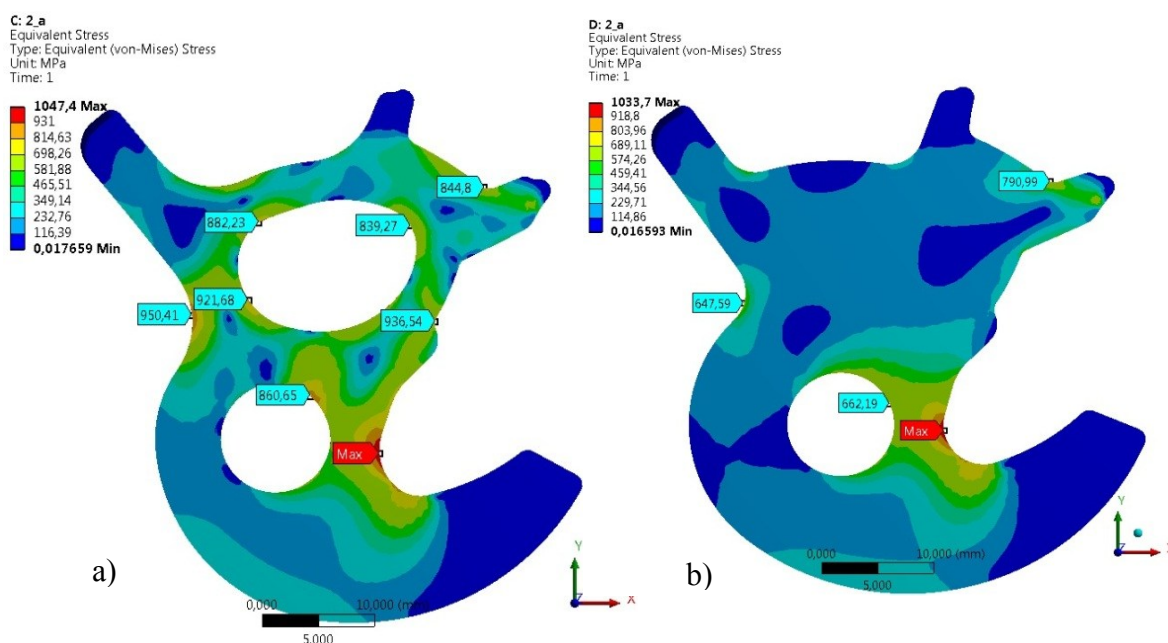 C: 2_a
Equivalent Stress
Type: Equivalent (von-Mises) Stress
Unit: MPa
Time: 1
1047,4 Max
931
814,63
698,26
581,88
465,51
349,14
232,76
116,39
0,017659 Min
844,8
882,23
839,27
921,68
950,41
936,54
860,65
Max
a)
Y
X
0,000
10,000 (mm)
5,000
D: 2_a
Equivalent Stress
Type: Equivalent (von-Mises) Stress
Unit: MPa
Time: 1
1033,7 Max
918,8
803,96
689,11
574,26
459,41
344,56
229,71
114,86
0,016593 Min
790,99
647,59
662,19
Max
b)
Y
0,000
10,000 (mm)
5,000